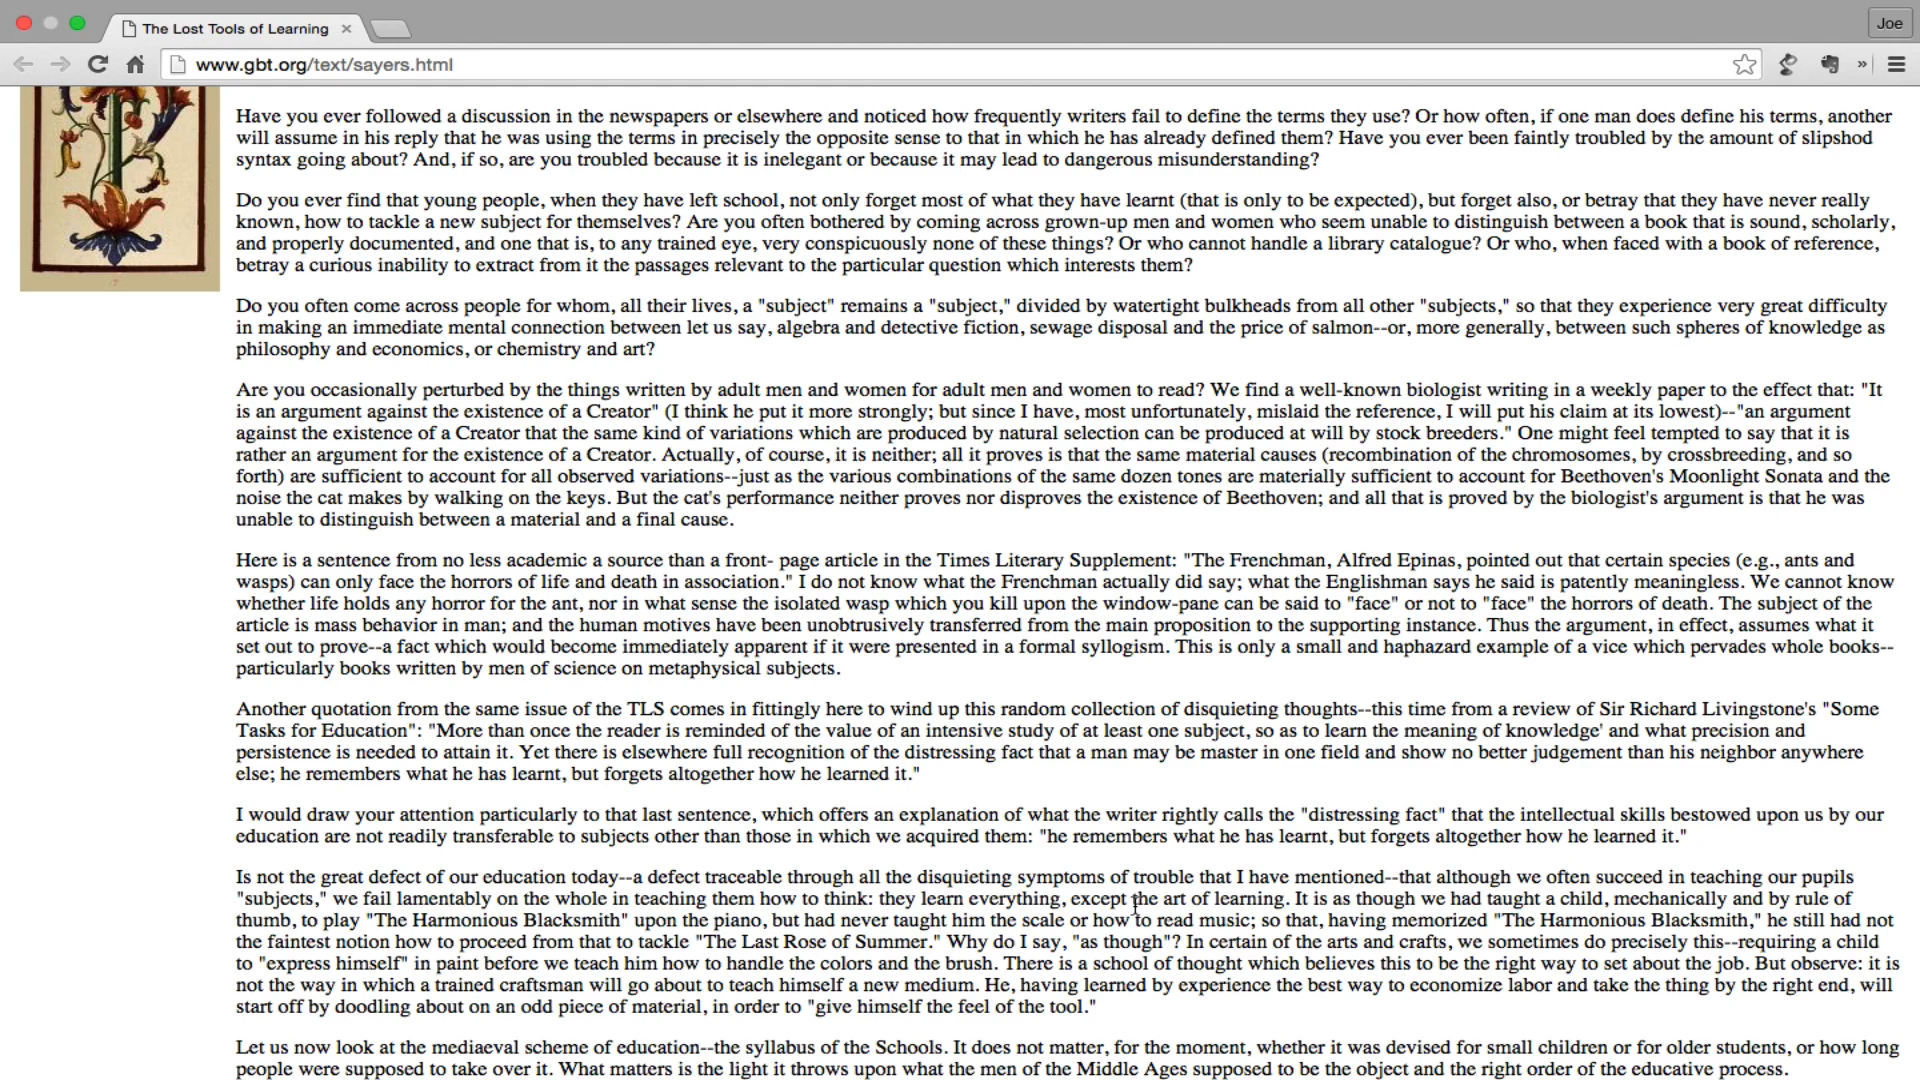 The Lost Tools of Learning
Joe
www.gbt.org/text/sayers.html
Have you ever followed a discussion in the newspapers or elsewhere and noticed how frequently writers fail to define the terms they use? Or how often, if one man does define his terms, another
will assume in his reply that he was using the terms in precisely the opposite sense to that in which he has already defined them? Have you ever been faintly troubled by the amount of slipshod
syntax going about? And, if so, are you troubled because it is inelegant or because it may lead to dangerous misunderstanding?
Do you ever find that young people, when they have left school, not only forget most of what they have learnt (that is only to be expected), but forget also, or betray that they have never really
known, how to tackle a new subject for themselves? Are you often bothered by coming across grown-up men and women who seem unable to distinguish between a book that is sound, scholarly,
and properly documented, and one that is, to any trained eye, very conspicuously none of these things? Or who cannot handle a library catalogue? Or who, when faced with a book of reference,
betray a curious inability to extract from it the passages relevant to the particular question which interests them?
Do you often come across people for whom, all their lives, a "subject" remains a "subject," divided by watertight bulkheads from all other "subjects," so that they experience very great difficulty
in making an immediate mental connection between let us say, algebra and detective fiction, sewage disposal and the price of salmon--or, more generally, between such spheres of knowledge as
philosophy and economics, or chemistry and art?
Are you occasionally perturbed by the things written by adult men and women for adult men and women to read? We find a well-known biologist writing in a weekly paper to the effect that: "It
is an argument against the existence of a Creator" (I think he put it more strongly; but since I have, most unfortunately, mislaid the reference, I will put his claim at its lowest)--"an argument
against the existence of a Creator that the same kind of variations which are produced by natural selection can be produced at will by stock breeders." One might feel tempted to say that it is
rather an argument for the existence of a Creator. Actually, of course, it is neither; all it proves is that the same material causes (recombination of the chromosomes, by crossbreeding, and so
forth) are sufficient to account for all observed variations--just as the various combinations of the same dozen tones are materially sufficient to account for Beethoven's Moonlight Sonata and the
noise the cat makes by walking on the keys. But the cat's performance neither proves nor disproves the existence of Beethoven; and all that is proved by the biologist's argument is that he was
unable to distinguish between a material and a final cause.
Here is a sentence from no less academic a source than a front- page article in the Times Literary Supplement: "The Frenchman, Alfred Epinas, pointed out that certain species (e.g., ants and
wasps) can only face the horrors of life and death in association." I do not know what the Frenchman actually did say; what the Englishman says he said is patently meaningless. We cannot know
whether life holds any horror for the ant, nor in what sense the isolated wasp which you kill upon the window-pane can be said to "face" or not to "face" the horrors of death. The subject of the
article is mass behavior in man; and the human motives have been unobtrusively transferred from the main proposition to the supporting instance. Thus the argument, in effect, assumes what it
set out to prove--a fact which would become immediately apparent if it were presented in a formal syllogism. This is only a small and haphazard example of a vice which pervades whole books--
particularly books written by men of science on metaphysical subjects.
Another quotation from the same issue of the TLS comes in fittingly here to wind up this random collection of disquieting thoughts--this time from a review of Sir Richard Livingstone's "Some
Tasks for Education": "More than once the reader is reminded of the value of an intensive study of at least one subject, so as to learn the meaning of knowledge' and what precision and
persistence is needed to attain it. Yet there is elsewhere full recognition of the distressing fact that a man may be master in one field and show no better judgement than his neighbor anywhere
else; he remembers what he has learnt, but forgets altogether how he learned it."
I would draw your attention particularly to that last sentence, which offers an explanation of what the writer rightly calls the "distressing fact" that the intellectual skills bestowed upon us by our
education are not readily transferable to subjects other than those in which we acquired them: "he remembers what he has learnt, but forgets altogether how he learned it."
Is not the great defect of our education today--a defect traceable through all the disquieting symptoms of trouble that I have mentioned--that although we often succeed in teaching our pupils
"subjects," we fail lamentably on the whole in teaching them how to think: they learn everything, except the art of learning. It is as though we had taught a child, mechanically and by rule of
thumb, to play "The Harmonious Blacksmith" upon the piano, but had never taught him the scale or how to read music; so that, having memorized "The Harmonious Blacksmith," he still had not
the faintest notion how to proceed from that to tackle "The Last Rose of Summer." Why do I say, "as though"? In certain of the arts and crafts, we sometimes do precisely this--requiring a child
to "express himself" in paint before we teach him how to handle the colors and the brush. There is a school of thought which believes this to be the right way to set about the job. But observe: it is
not the way in which a trained craftsman will go about to teach himself a new medium. He, having learned by experience the best way to economize labor and take the thing by the right end, will
start off by doodling about on an odd piece of material, in order to "give himself the feel of the tool."
Let us now look at the mediaeval scheme of education--the syllabus of the Schools. It does not matter, for the moment, whether it was devised for small children or for older students, or how long
people were supposed to take over it. What matters is the light it throws upon what the men of the Middle Ages supposed to be the object and the right order of the educative process.